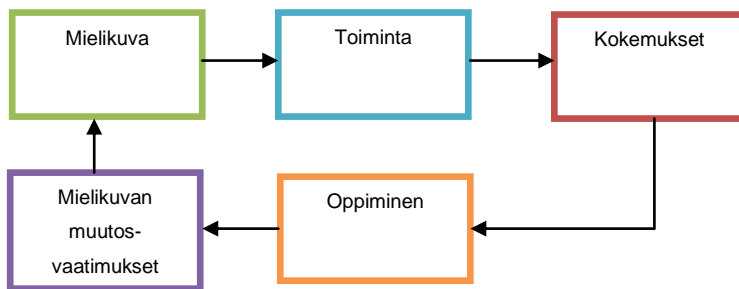 Mielikuva
Toiminta
Kokemukset
Mielikuvan
muutos-
vaatimukset
Oppiminen